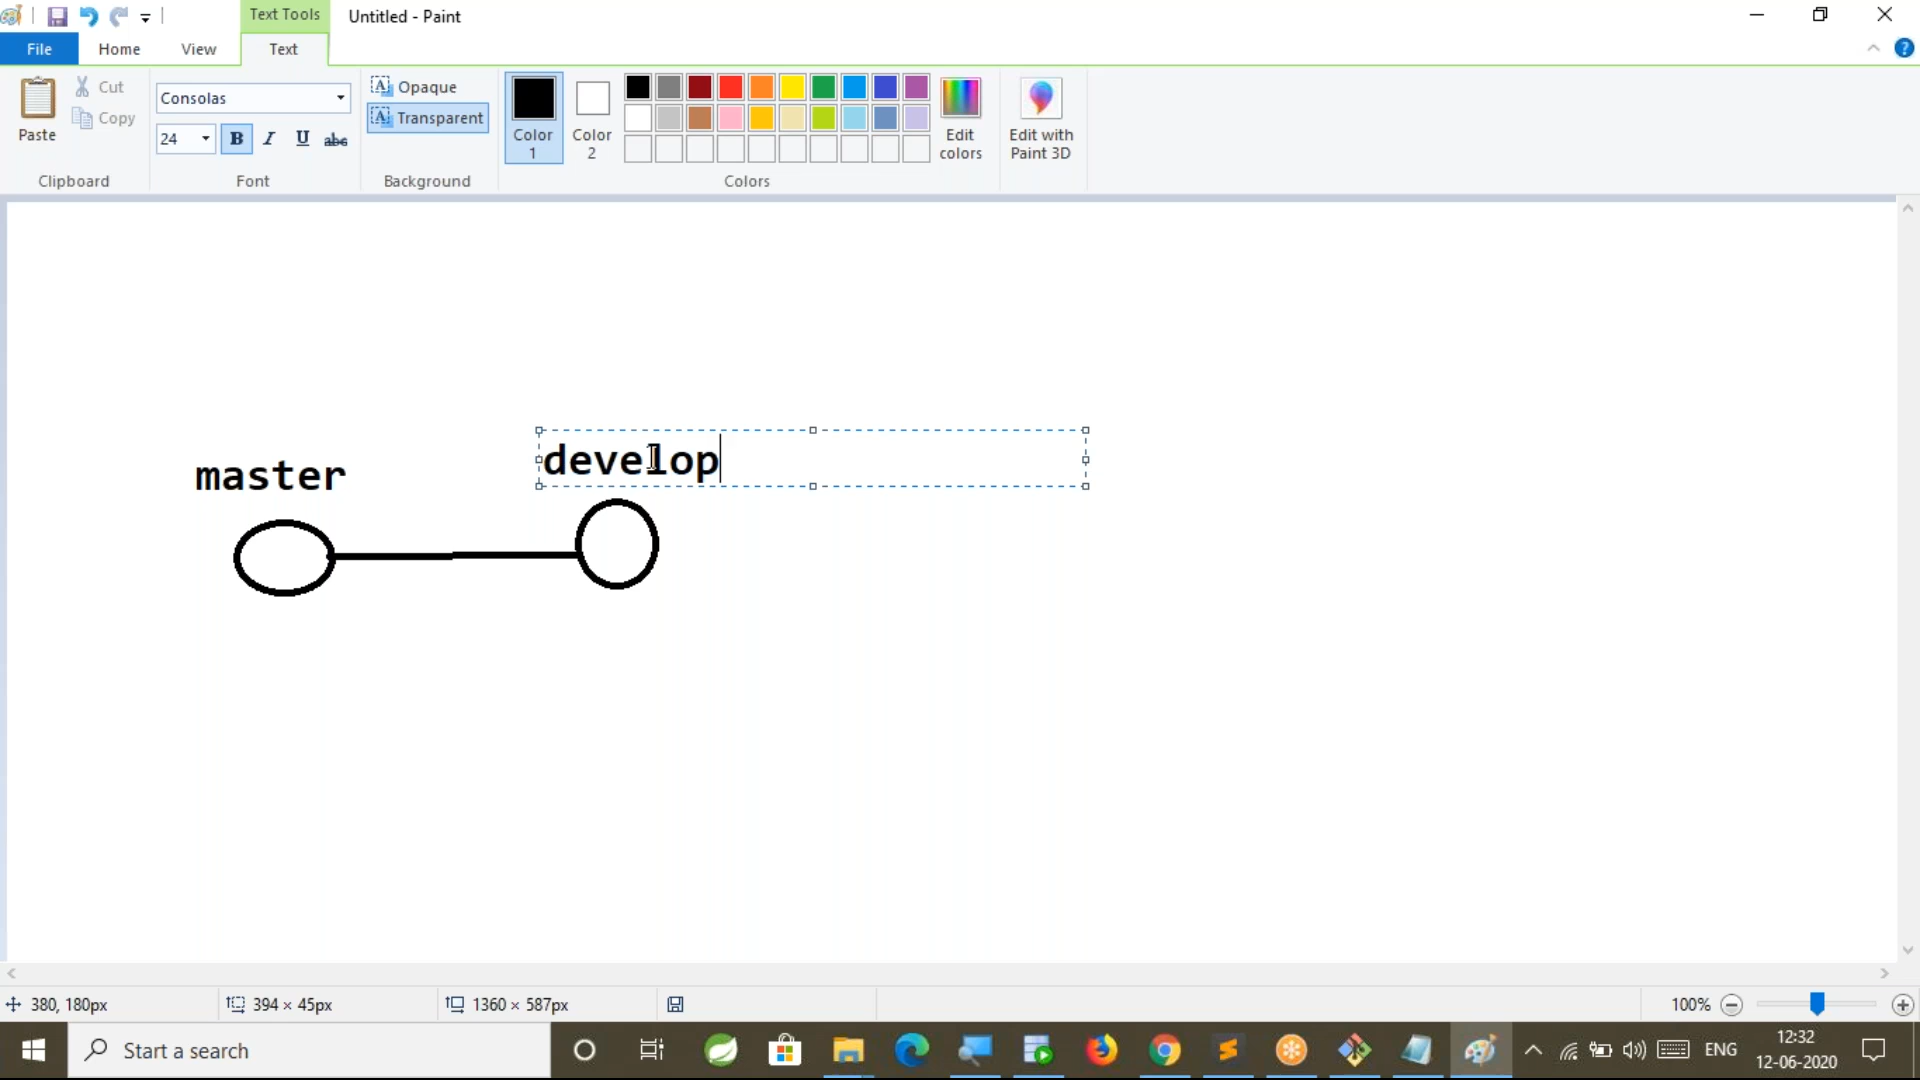 Text Tools
Untitled - Paint
File
Home
View
Text
Paste
Cut
Copy
Clipboard
Consolas
24
B
I
U
abc
Font
Opaque
Transparent
Background
Color
1
Color
2
Edit
colors
Colors
Edit with
Paint 3D
develop
master
380, 180px
394 × 45px
1360 × 587px
100%
Start a search
ENG
12:32
12-06-2020